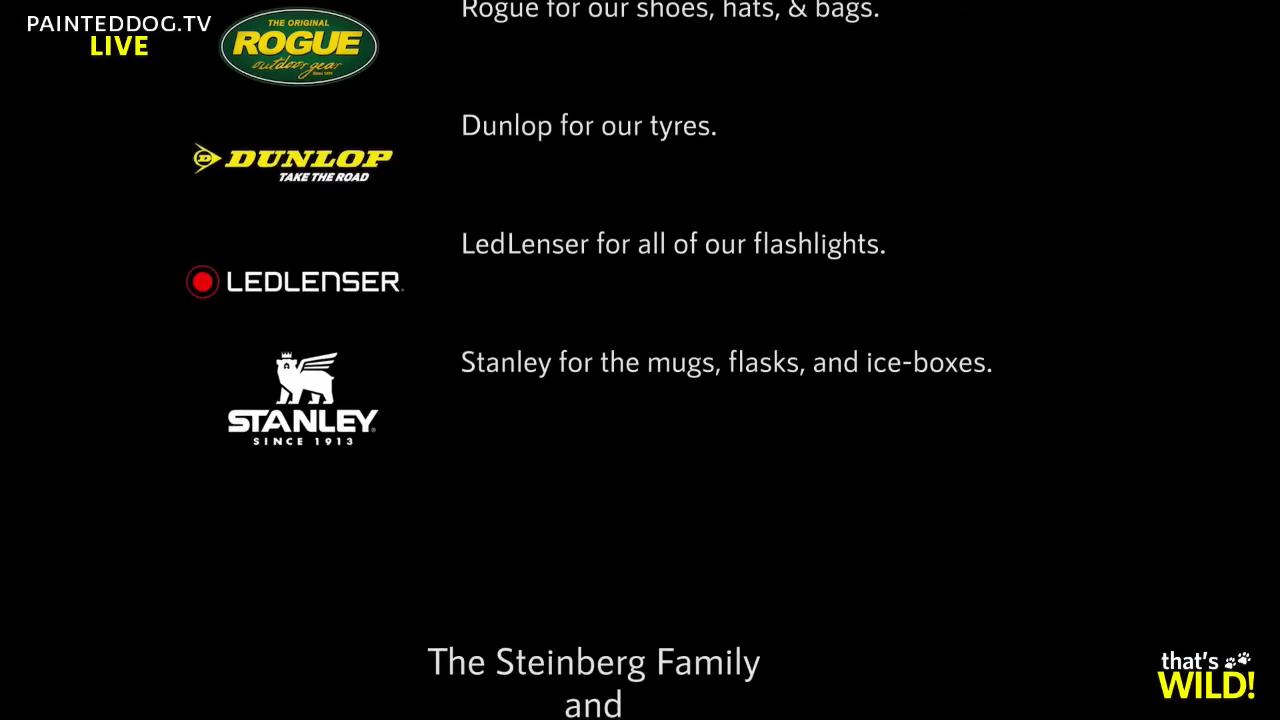 PAINTEDDOG.TV
LIVE
THE ORIGINAL
ROGUE
outdoor gear
Rogue for our shoes, hats, & bags.
Dunlop for our tyres.
D DUNLOP
TAKE THE ROAD
LedLenser for all of our flashlights.
LEDLENSER
Stanley for the mugs, flasks, and ice-boxes.
STANLEY
SINCE 1913
The Steinberg Family
and
that's
WILD!